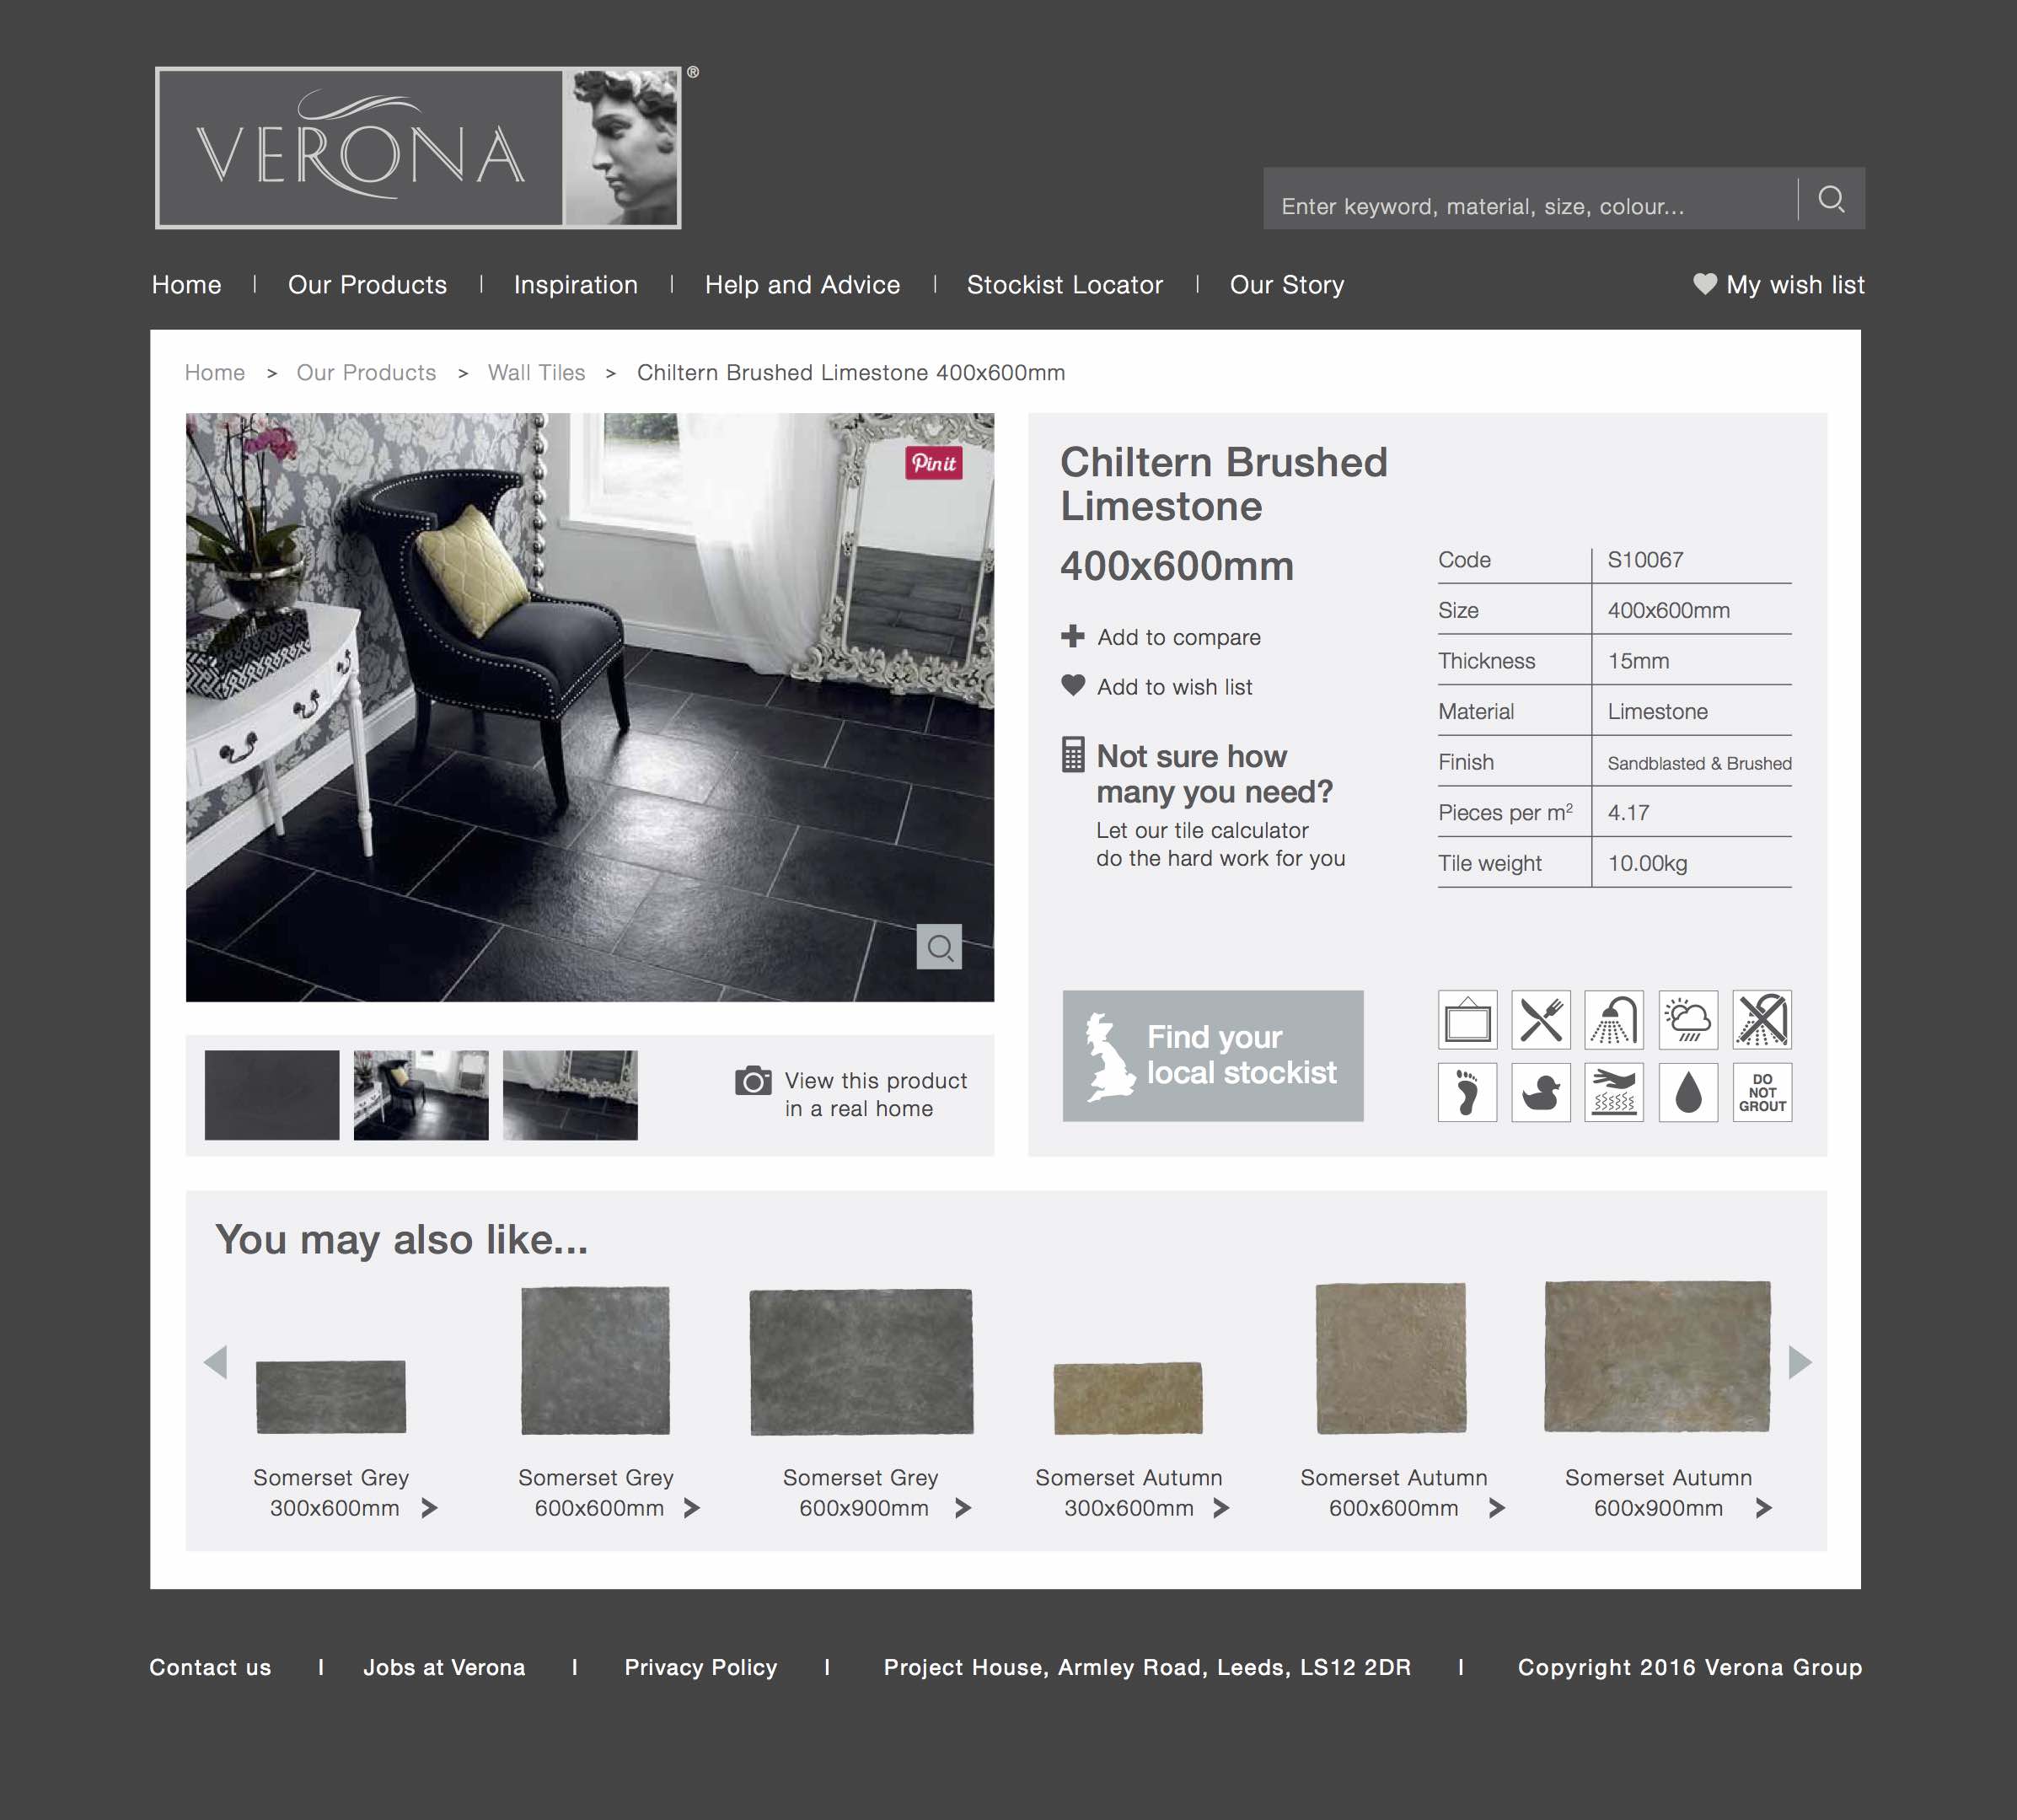 VERONA ®
Enter keyword, material, size, colour...
Home | Our Products | Inspiration | Help and Advice | Stockist Locator | Our Story
My wish list
Home > Our Products > Wall Tiles > Chiltern Brushed Limestone 400x600mm
Pin it
Chiltern Brushed
Limestone
400x600mm
Add to compare
Add to wish list
Not sure how
many you need?
Let our tile calculator
do the hard work for you
Code S10067
Size 400x600mm
Thickness 15mm
Material Limestone
Finish Sandblasted & Brushed
Pieces per m² 4.17
Tile weight 10.00kg
Find your
local stockist
DO
NOT
GROUT
View this product
in a real home
You may also like...
Somerset Grey
300x600mm >
Somerset Grey
600x600mm >
Somerset Grey
600x900mm >
Somerset Autumn
300x600mm >
Somerset Autumn
600x600mm >
Somerset Autumn
600x900mm >
Contact us | Jobs at Verona | Privacy Policy | Project House, Armley Road, Leeds, LS12 2DR | Copyright 2016 Verona Group